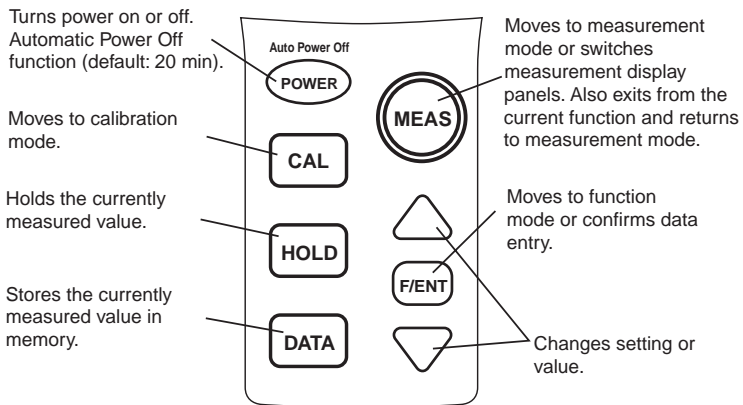 Turns power on or off.
Automatic Power Off
function (default: 20 min).
Moves to calibration
mode.
Holds the currently
measured value.
Stores the currently
measured value in
memory.
Auto Power Off
POWER
CAL
HOLD
DATA
MEAS
F/ENT
Moves to measurement
mode or switches
measurement display
panels. Also exits from the
current function and returns
to measurement mode.
Moves to function
mode or confirms data
entry.
Changes setting or
value.